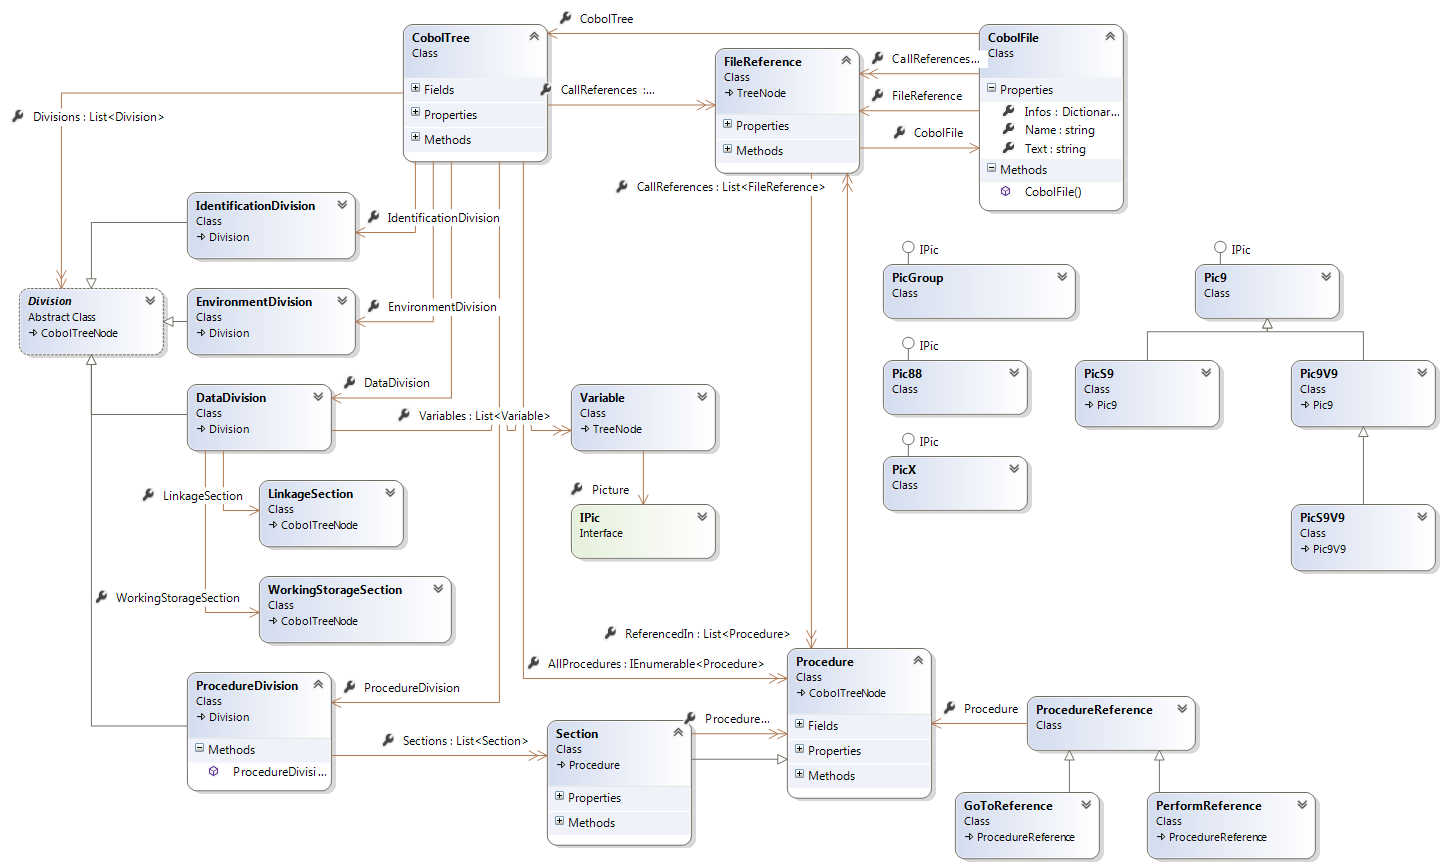 CobolTree
CobolTree
Class
Fields
Properties
Methods
CobolFile
Class
Properties
Infos : Dictionar...
Name : string
Text : string
Methods
CobolFile()
FileReference
Class
TreeNode
Properties
Methods
CallReferences...
CallReferences :...
FileReference
CobolFile
Divisions : List<Division>
CallReferences : List<FileReference>
IdentificationDivision
Class
Division
IdentificationDivision
IPic
PicGroup
Class
IPic
Pic9
Class
Division
Abstract Class
CobolTreeNode
EnvironmentDivision
Class
Division
EnvironmentDivision
IPic
Pic88
Class
PicS9
Class
Pic9
Pic9V9
Class
Pic9
DataDivision
Class
Division
DataDivision
Variables : List<Variable>
Variable
Class
TreeNode
IPic
PicX
Class
LinkageSection
LinkageSection
Class
CobolTreeNode
Picture
IPic
Interface
PicS9V9
Class
Pic9V9
WorkingStorageSection
WorkingStorageSection
Class
CobolTreeNode
ReferencedIn : List<Procedure>
AllProcedures : IEnumerable<Procedure>
Procedure
Class
CobolTreeNode
Fields
Properties
Methods
ProcedureDivision
Class
Division
Methods
ProcedureDivisi...
ProcedureDivision
Sections : List<Section>
Section
Class
Procedure
Properties
Methods
Procedure...
Procedure
ProcedureReference
Class
GoToReference
Class
ProcedureReference
PerformReference
Class
ProcedureReference